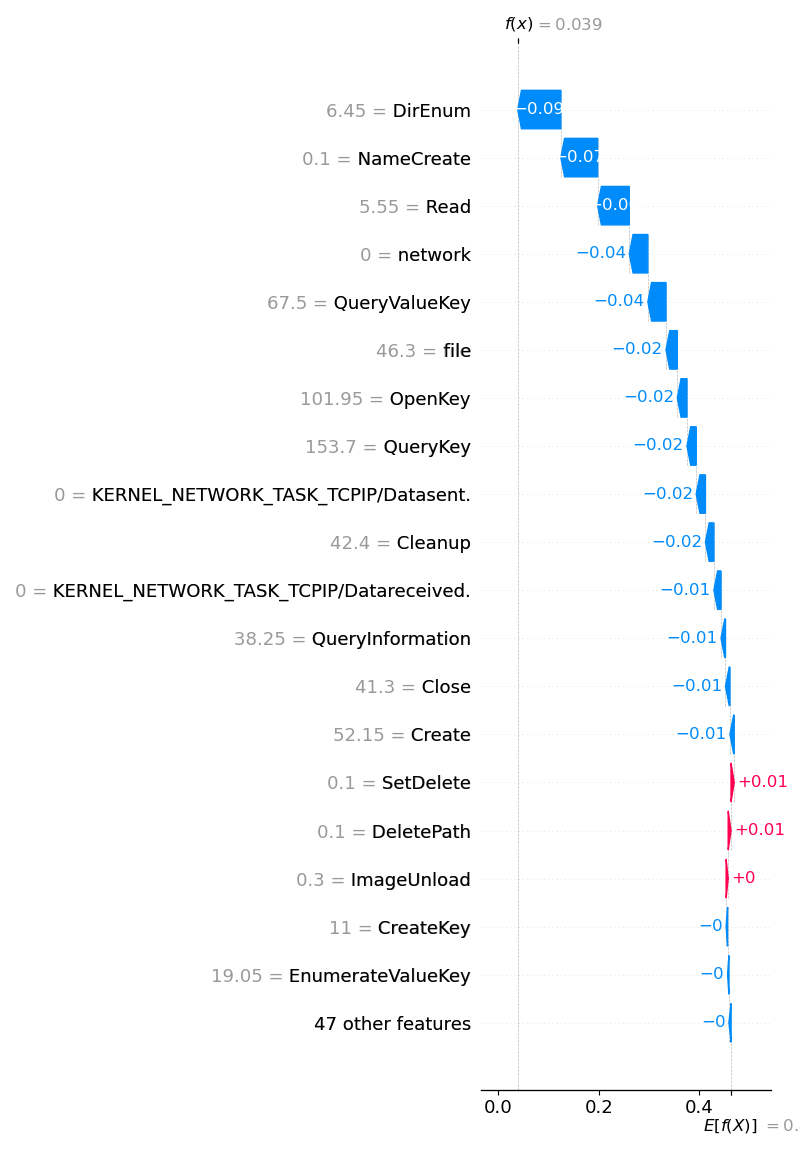 f(x) = 0.039
6.45 = DirEnum −0.09
0.1 = NameCreate −0.07
5.55 = Read −0.0
0 = network −0.04
67.5 = QueryValueKey −0.04
46.3 = file −0.02
101.95 = OpenKey −0.02
153.7 = QueryKey −0.02
0 = KERNEL_NETWORK_TASK_TCPIP/Datasent. −0.02
42.4 = Cleanup −0.02
0 = KERNEL_NETWORK_TASK_TCPIP/Datareceived. −0.01
38.25 = QueryInformation −0.01
41.3 = Close −0.01
52.15 = Create −0.01
0.1 = SetDelete +0.01
0.1 = DeletePath +0.01
0.3 = ImageUnload +0
11 = CreateKey −0
19.05 = EnumerateValueKey −0
47 other features −0
0.0 0.2 0.4
E[f(X)] = 0.